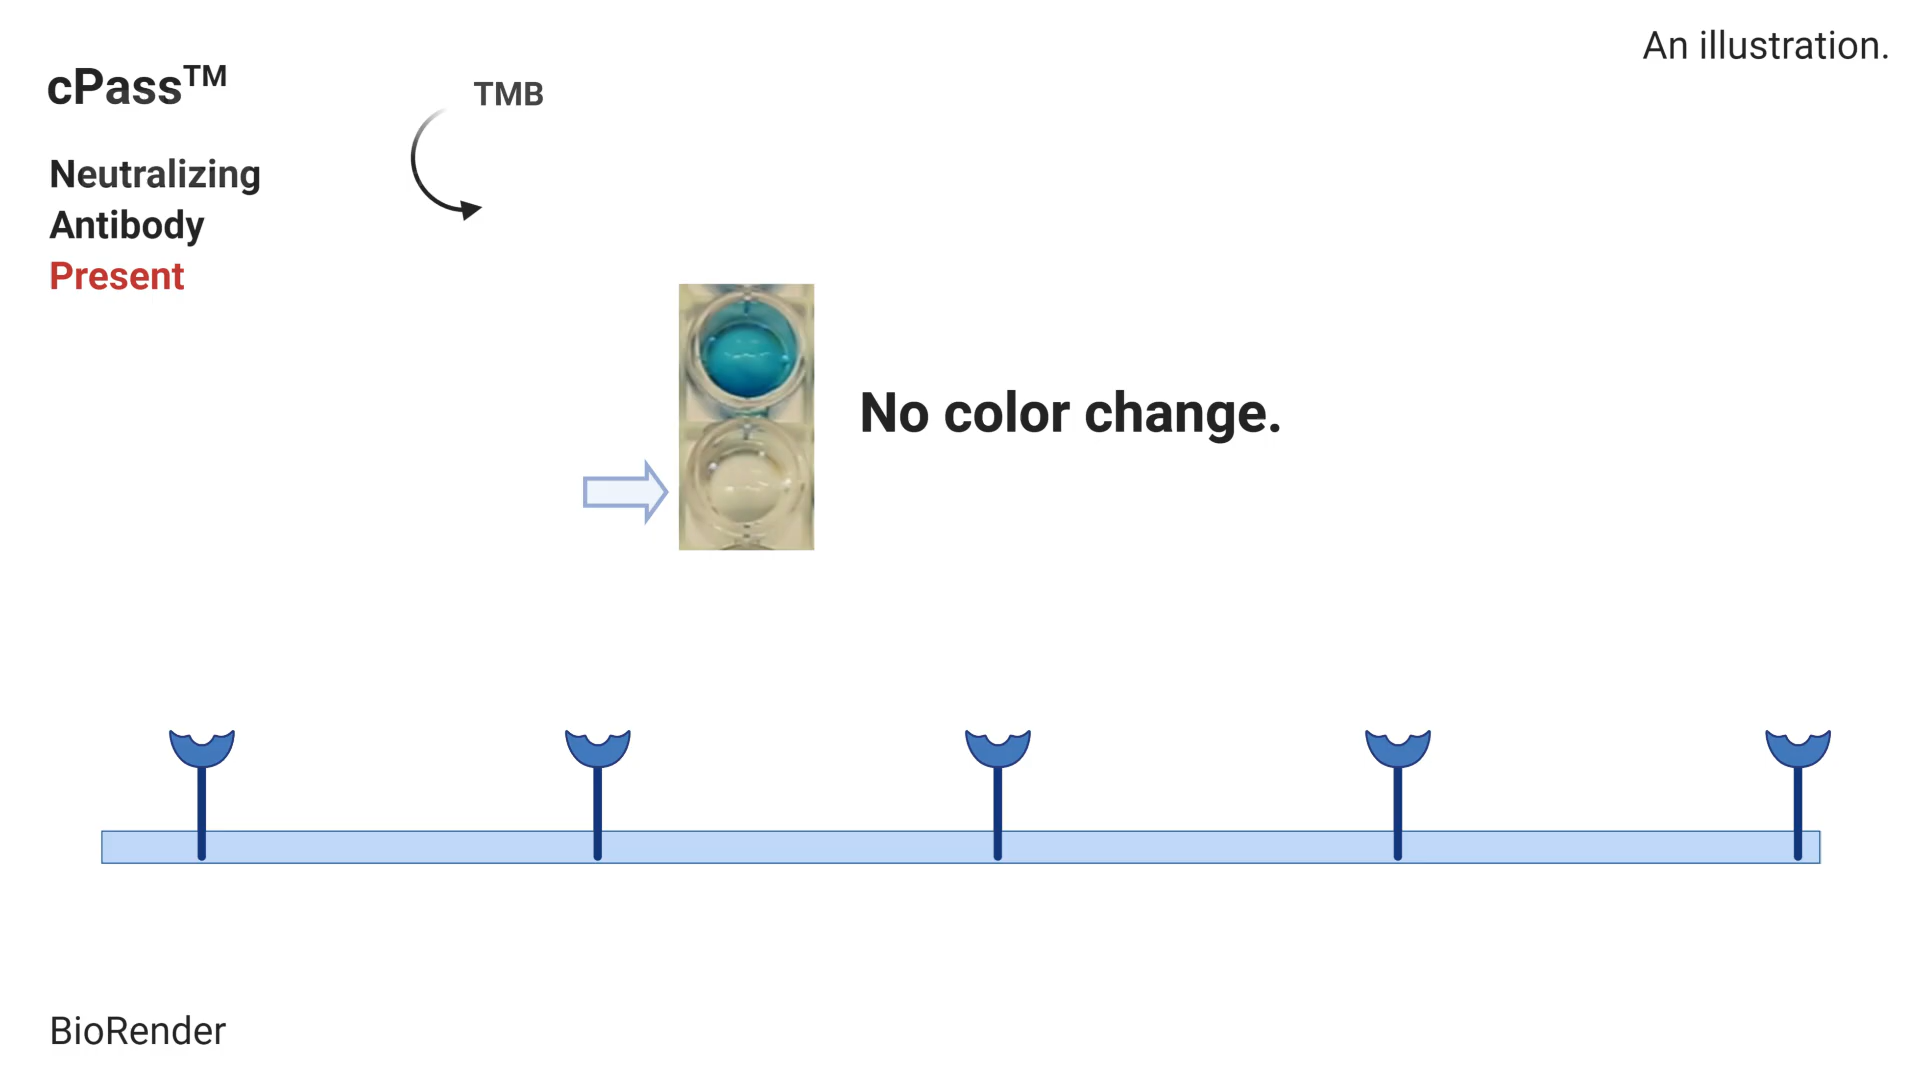 An illustration.
cPass™
TMB
Neutralizing
Antibody
Present
No color change.
BioRender